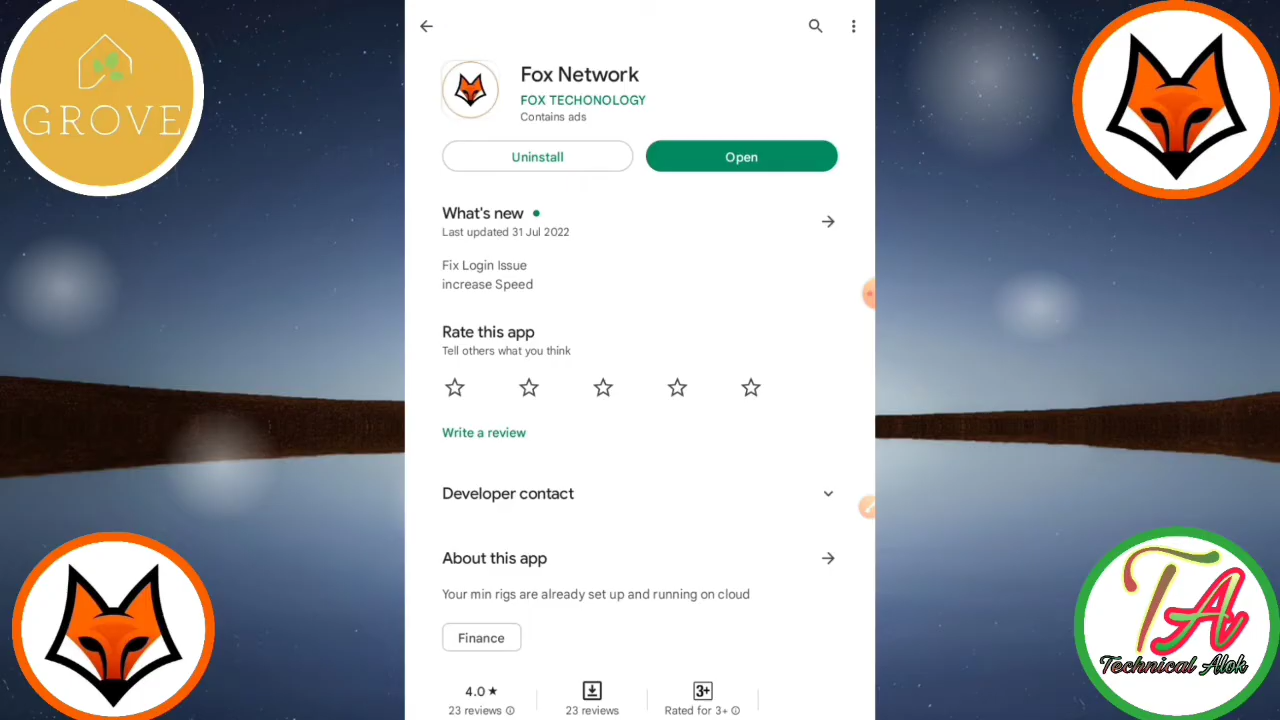 GROVE
Fox Network
FOX TECHONOLOGY
Contains ads
Uninstall
Open
What's new
Last updated 31 Jul 2022
Fix Login Issue
increase Speed
Rate this app
Tell others what you think
Write a review
Developer contact
About this app
Your min rigs are already set up and running on cloud
Finance
4.0 ★
3+
23 reviews
23 reviews
Rated for 3+
TA
Technical Alok